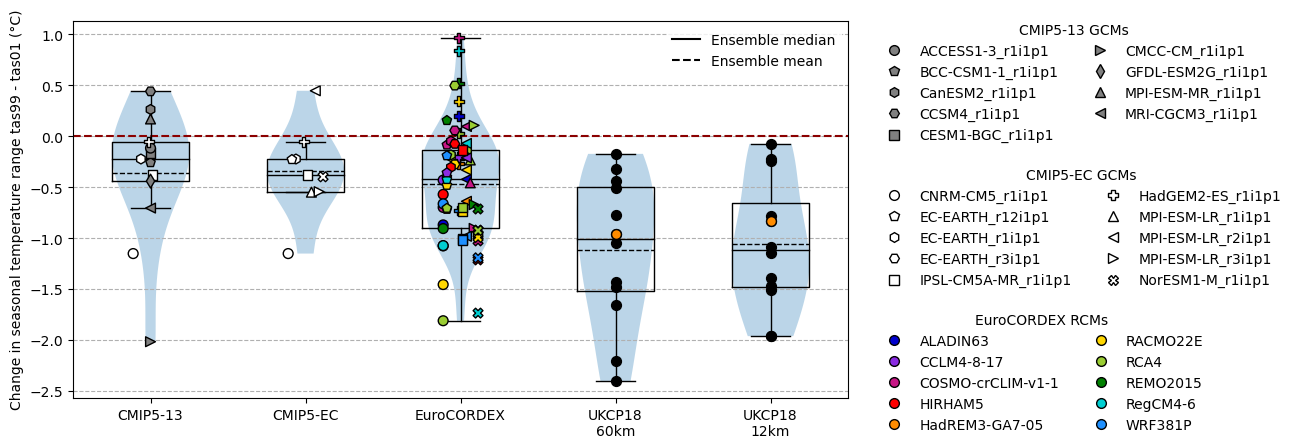 Change in seasonal temperature range tas99 - tas01 (°C)
1.0
0.5
0.0
−0.5
−1.0
−1.5
−2.0
−2.5
CMIP5-13
CMIP5-EC
EuroCORDEX
UKCP18
60km
UKCP18
12km
Ensemble median
Ensemble mean
CMIP5-13 GCMs
ACCESS1-3_r1i1p1
BCC-CSM1-1_r1i1p1
CanESM2_r1i1p1
CCSM4_r1i1p1
CESM1-BGC_r1i1p1
CMCC-CM_r1i1p1
GFDL-ESM2G_r1i1p1
MPI-ESM-MR_r1i1p1
MRI-CGCM3_r1i1p1
CMIP5-EC GCMs
CNRM-CM5_r1i1p1
EC-EARTH_r12i1p1
EC-EARTH_r1i1p1
EC-EARTH_r3i1p1
IPSL-CM5A-MR_r1i1p1
HadGEM2-ES_r1i1p1
MPI-ESM-LR_r1i1p1
MPI-ESM-LR_r2i1p1
MPI-ESM-LR_r3i1p1
NorESM1-M_r1i1p1
EuroCORDEX RCMs
ALADIN63
CCLM4-8-17
COSMO-crCLIM-v1-1
HIRHAM5
HadREM3-GA7-05
RACMO22E
RCA4
REMO2015
RegCM4-6
WRF381P